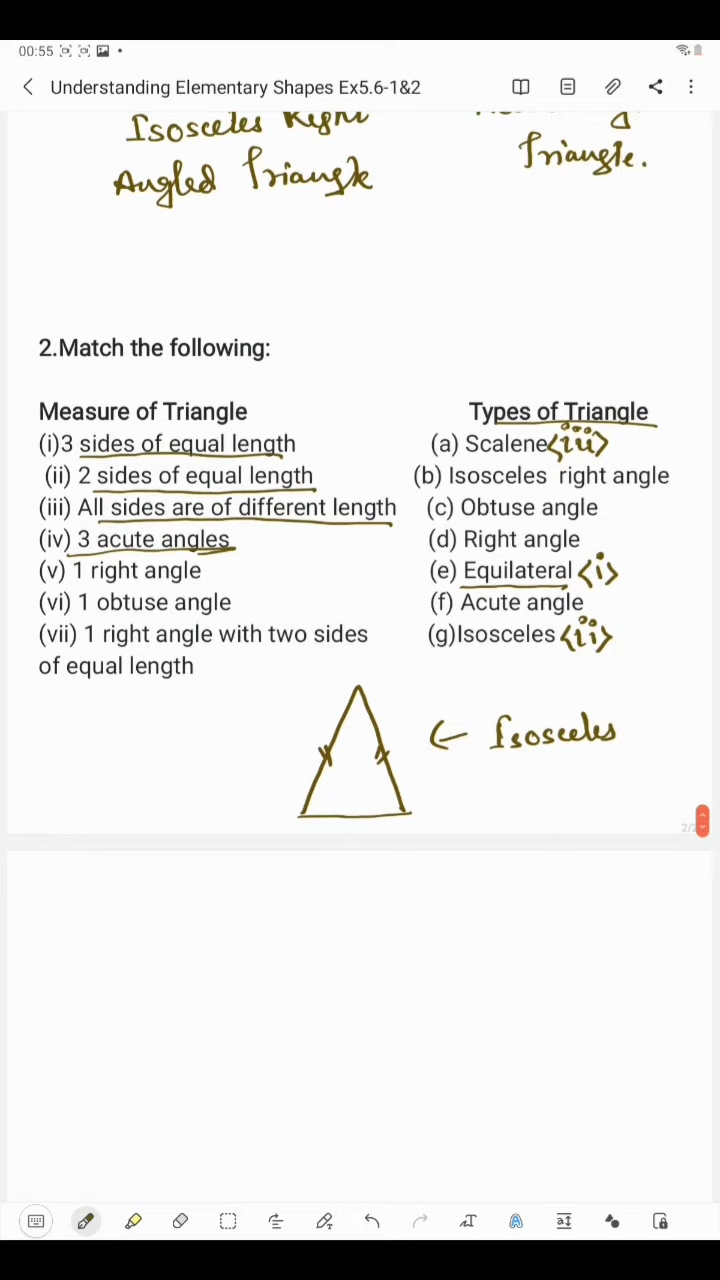 00:55
Understanding Elementary Shapes Ex5.6-1&2
Isosceles Right
Angled Triangle
Triangle.
2.Match the following:
Measure of Triangle Types of Triangle
(i)3 sides of equal length (a) Scalene <iii>
(ii) 2 sides of equal length (b) Isosceles right angle
(iii) All sides are of different length (c) Obtuse angle
(iv) 3 acute angles (d) Right angle
(v) 1 right angle (e) Equilateral <i>
(vi) 1 obtuse angle (f) Acute angle
(vii) 1 right angle with two sides (g)Isosceles <ii>
of equal length
← Isosceles